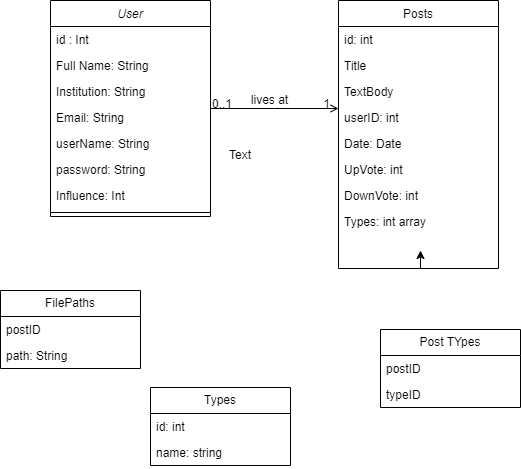 User
id : Int
Full Name: String
Institution: String
Email: String
userName: String
password: String
Influence: Int
0..1
lives at
1
Text
Posts
id: int
Title
TextBody
userID: int
Date: Date
UpVote: int
DownVote: int
Types: int array
FilePaths
postID
path: String
Types
id: int
name: string
Post TYpes
postID
typeID